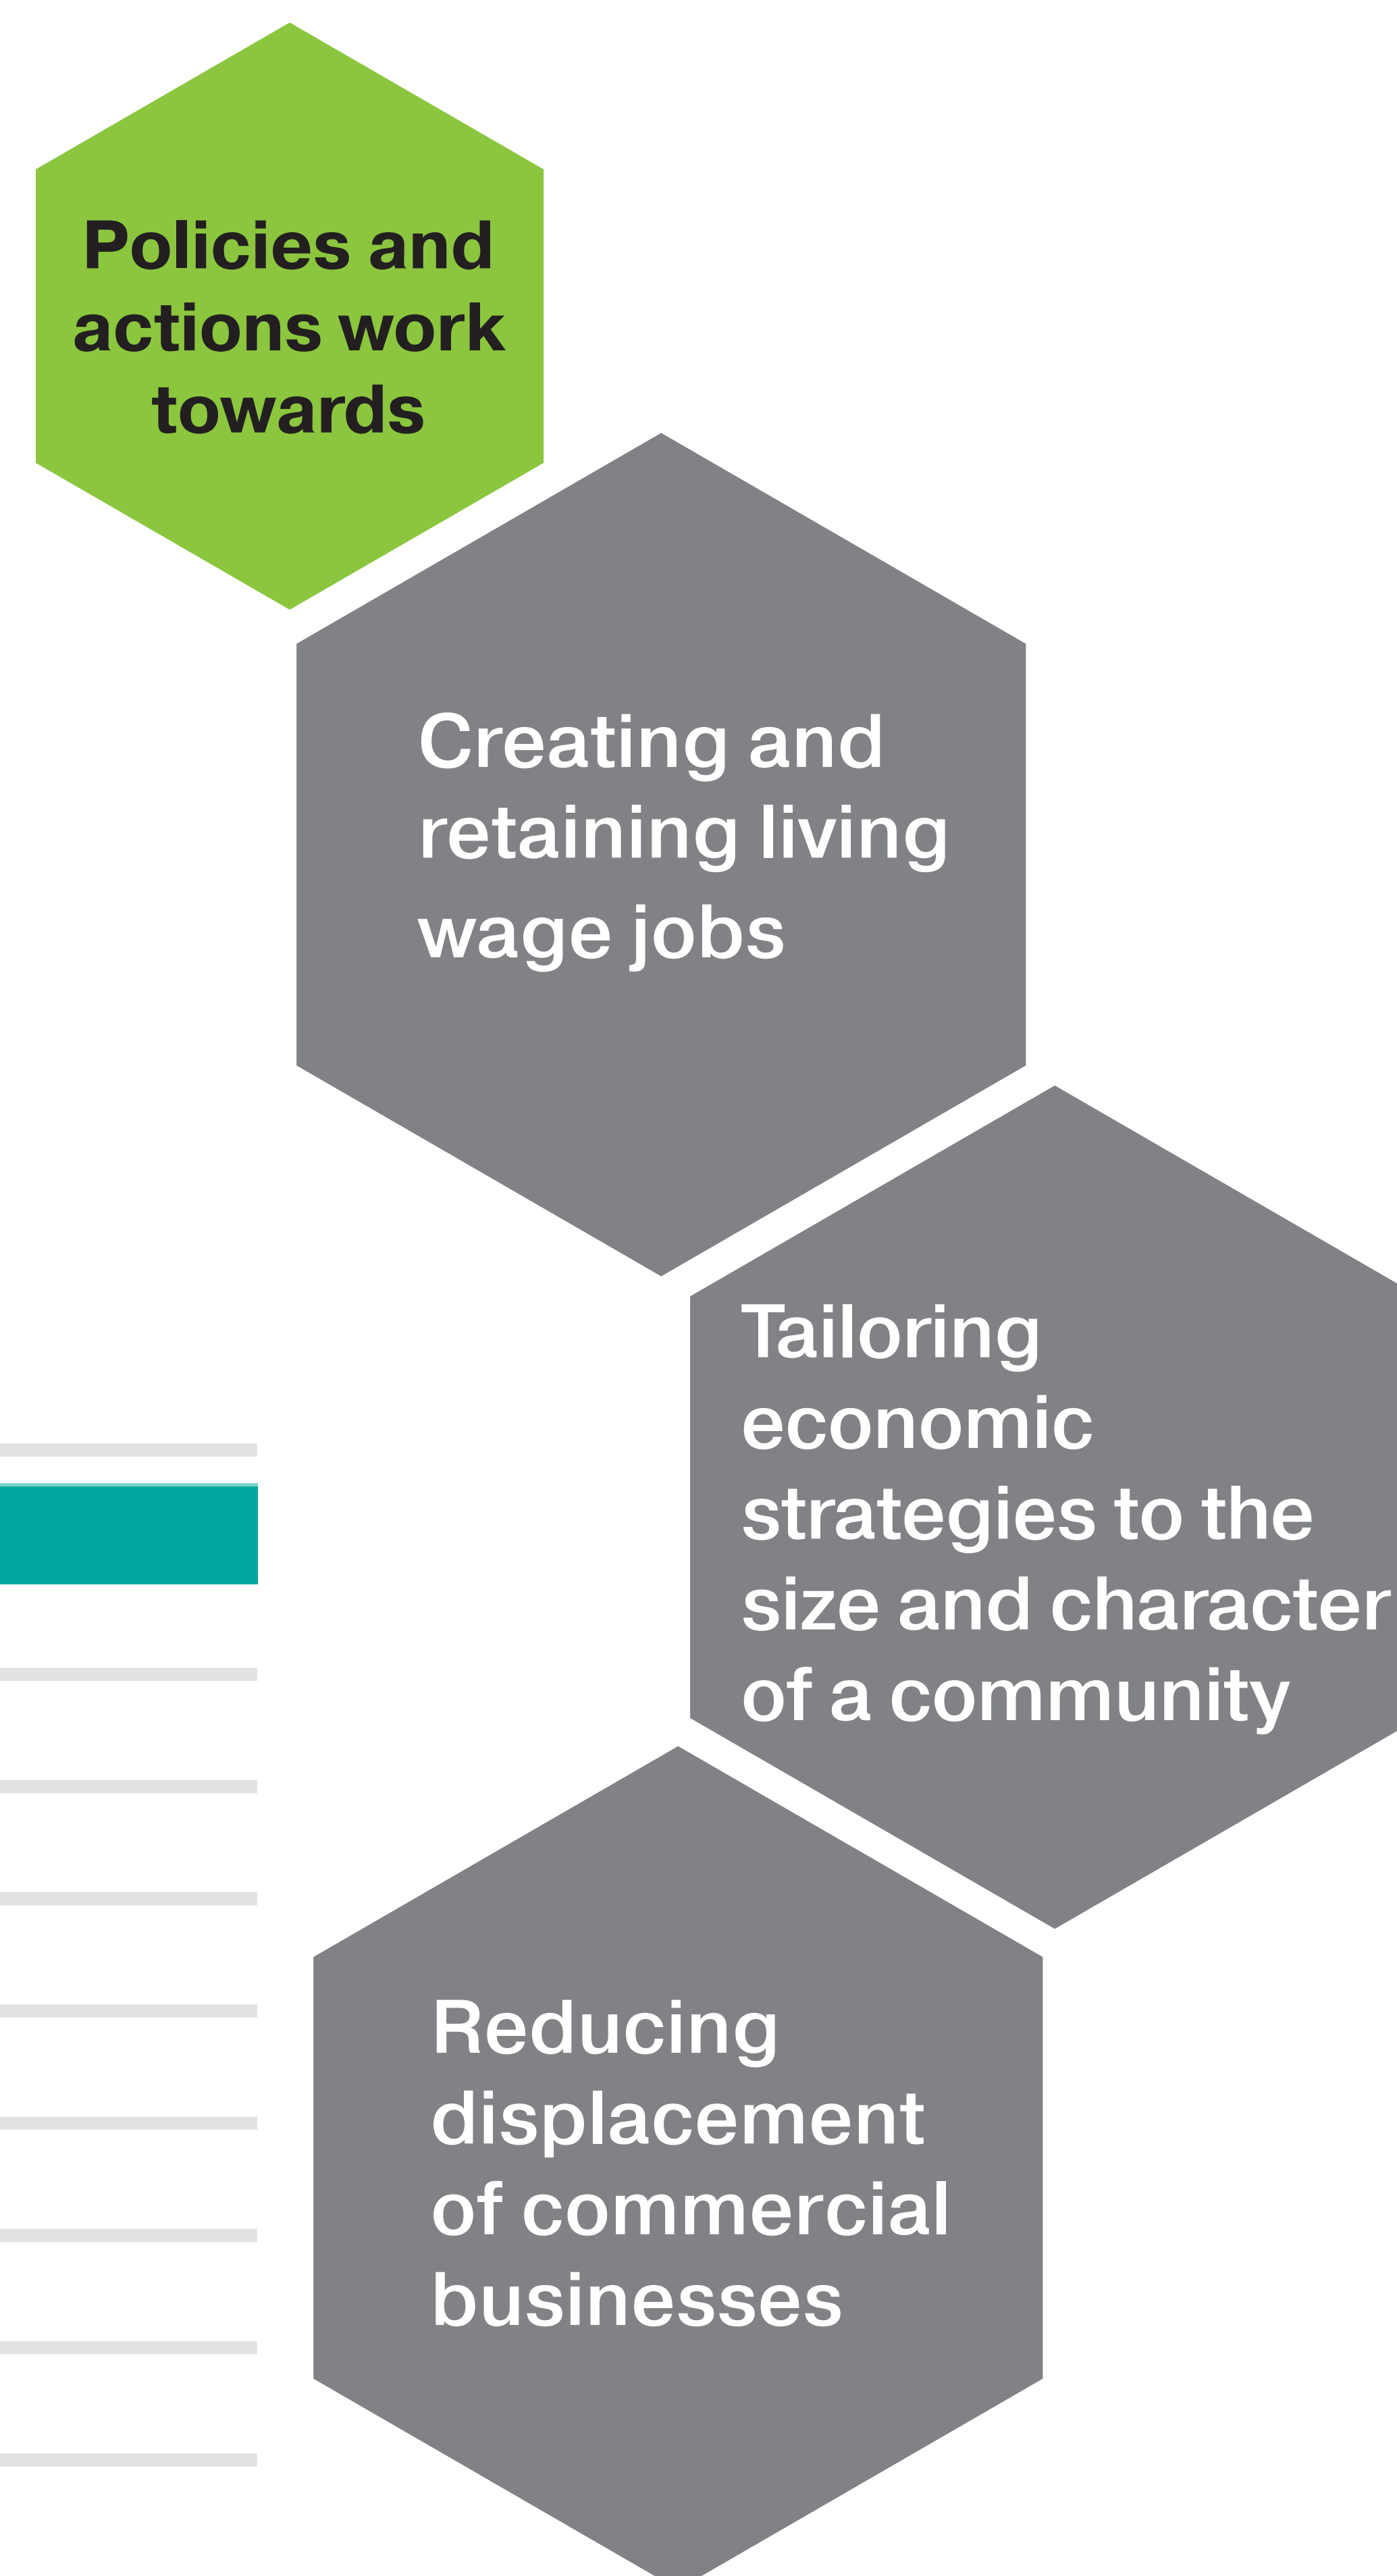 Policies and
actions work
towards
Creating and
retaining living
wage jobs
Tailoring
economic
strategies to the
size and character
of a community
Reducing
displacement
of commercial
businesses